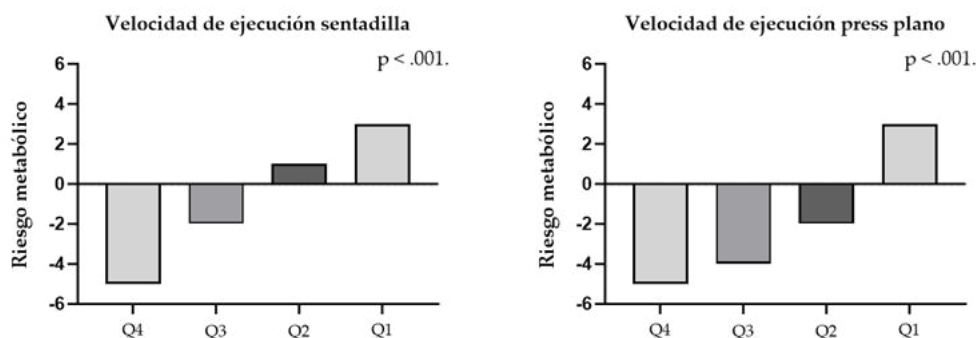 Velocidad de ejecución sentadilla
p < .001.
Riesgo metabólico
6
4
2
0
-2
-4
-6
Q4 Q3 Q2 Q1
Velocidad de ejecución press plano
p < .001.
Riesgo metabólico
6
4
2
0
-2
-4
-6
Q4 Q3 Q2 Q1